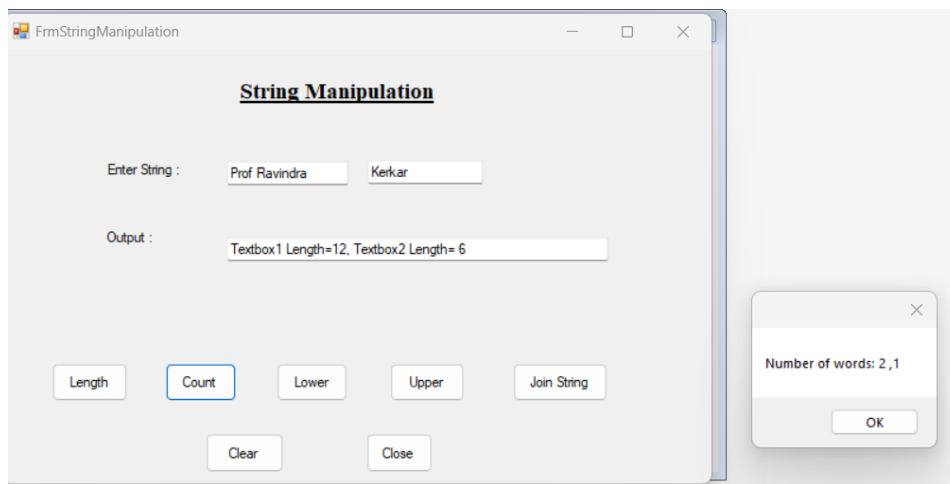 FrmStringManipulation
String Manipulation
Enter String : Prof Ravindra Kerkar
Output : Textbox1 Length=12, Textbox2 Length= 6
Number of words: 2 ,1
Length Count Lower Upper Join String
OK
Clear Close